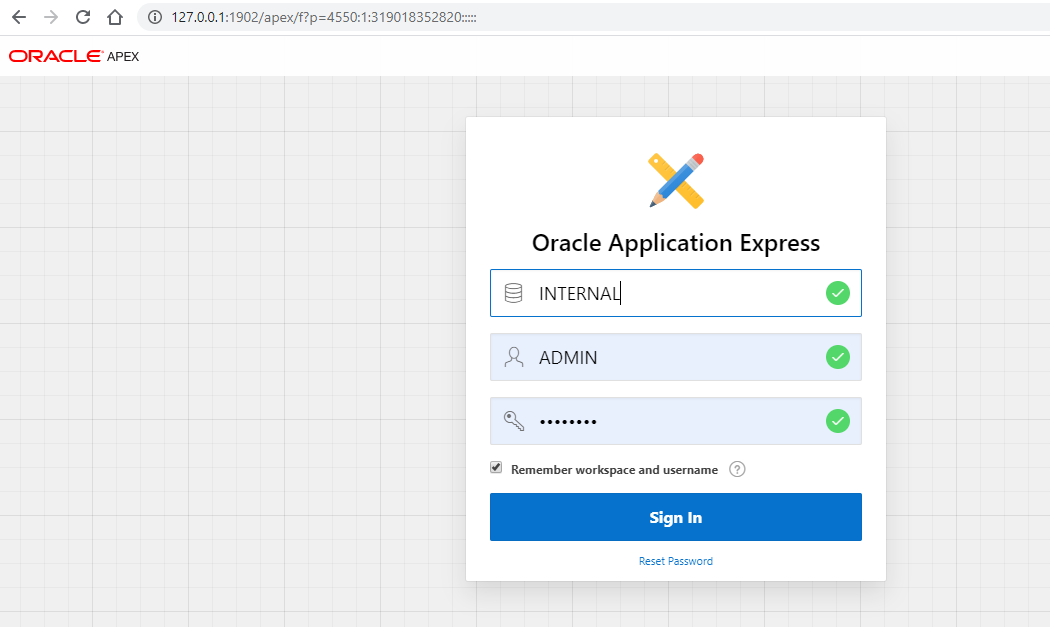 127.0.0.1:1902/apex/f?p=4550:1:319018352820:::::
ORACLE APEX
Oracle Application Express
INTERNAL
ADMIN
••••••••
Remember workspace and username ?
Sign In
Reset Password